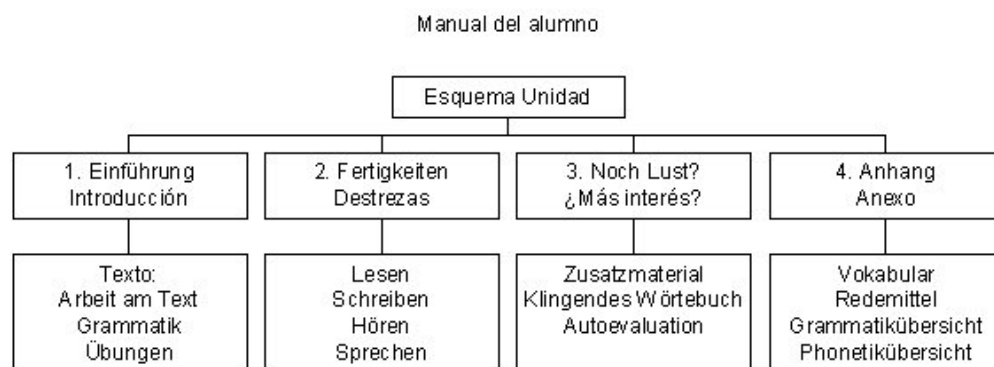 Manual del alumno
Esquema Unidad
1. Einführung
Introducción
2. Fertigkeiten
Destrezas
3. Noch Lust?
¿Más interés?
4. Anhang
Anexo
Texto:
Arbeit am Text
Grammatik
Übungen
Lesen
Schreiben
Hören
Sprechen
Zusatzmaterial
Klingendes Wörtebuch
Autoevaluation
Vokabular
Redemittel
Grammatikübersicht
Phonetikübersicht